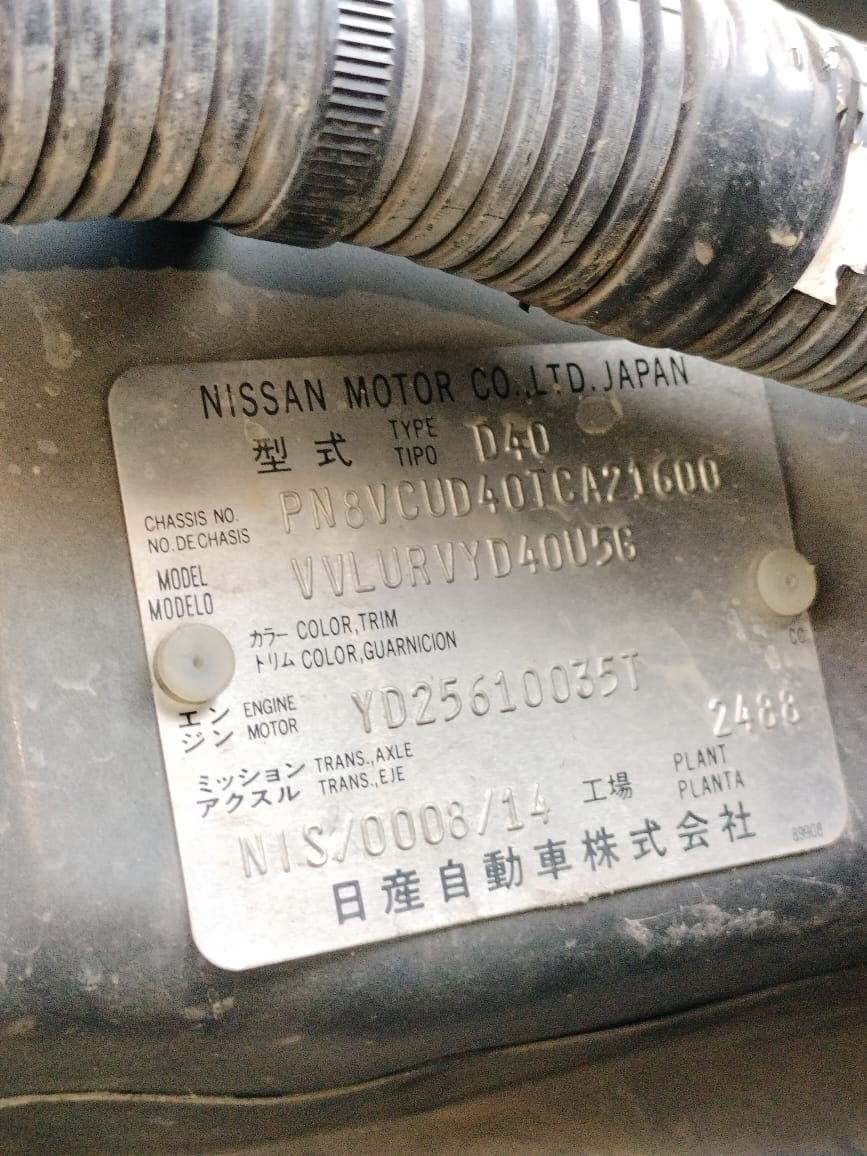 NISSAN MOTOR CO.,LTD. JAPAN
型式 TYPE TIPO D40
CHASSIS NO. NO. DE CHASIS PN8VCUD40TCA21600
MODEL MODELO VVLURVYD40U5G
カラー COLOR,TRIM
トリム COLOR,GUARNICION
CC
エンジン ENGINE MOTOR YD25610035T 2488
ミッション TRANS.,AXLE
アクスル TRANS.,EJE
工場 PLANT PLANTA
NIS/0008/14
日産自動車株式会社
89908